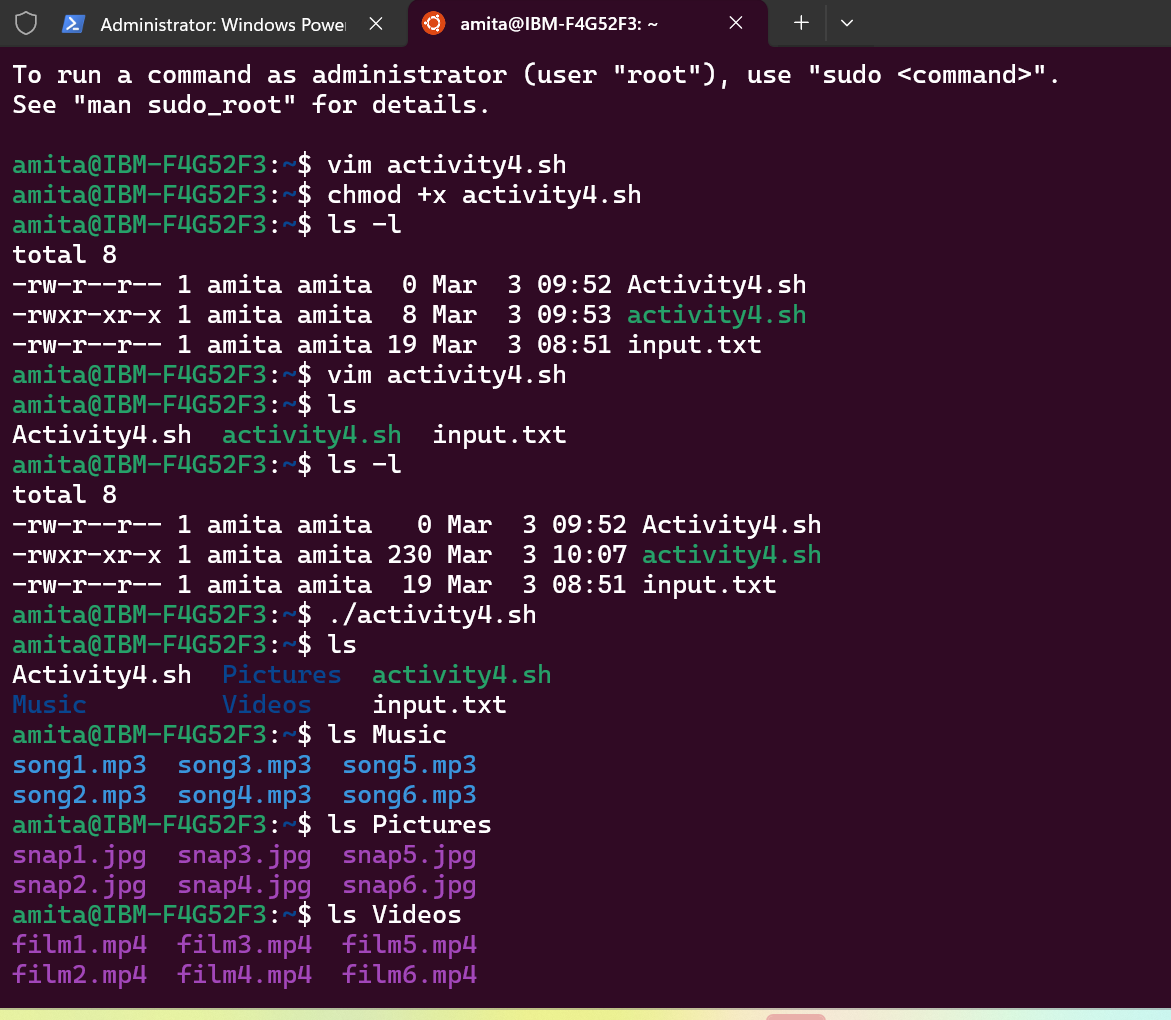 Administrator: Windows Powe
amita@IBM-F4G52F3: ~
To run a command as administrator (user "root"), use "sudo <command>".
See "man sudo_root" for details.
amita@IBM-F4G52F3:~$ vim activity4.sh
amita@IBM-F4G52F3:~$ chmod +x activity4.sh
amita@IBM-F4G52F3:~$ ls -l
total 8
-rw-r--r-- 1 amita amita  0 Mar  3 09:52 Activity4.sh
-rwxr-xr-x 1 amita amita  8 Mar  3 09:53 activity4.sh
-rw-r--r-- 1 amita amita 19 Mar  3 08:51 input.txt
amita@IBM-F4G52F3:~$ vim activity4.sh
amita@IBM-F4G52F3:~$ ls
Activity4.sh  activity4.sh  input.txt
amita@IBM-F4G52F3:~$ ls -l
total 8
-rw-r--r-- 1 amita amita   0 Mar  3 09:52 Activity4.sh
-rwxr-xr-x 1 amita amita 230 Mar  3 10:07 activity4.sh
-rw-r--r-- 1 amita amita  19 Mar  3 08:51 input.txt
amita@IBM-F4G52F3:~$ ./activity4.sh
amita@IBM-F4G52F3:~$ ls
Activity4.sh  Pictures  activity4.sh
Music         Videos    input.txt
amita@IBM-F4G52F3:~$ ls Music
song1.mp3  song3.mp3  song5.mp3
song2.mp3  song4.mp3  song6.mp3
amita@IBM-F4G52F3:~$ ls Pictures
snap1.jpg  snap3.jpg  snap5.jpg
snap2.jpg  snap4.jpg  snap6.jpg
amita@IBM-F4G52F3:~$ ls Videos
film1.mp4  film3.mp4  film5.mp4
film2.mp4  film4.mp4  film6.mp4